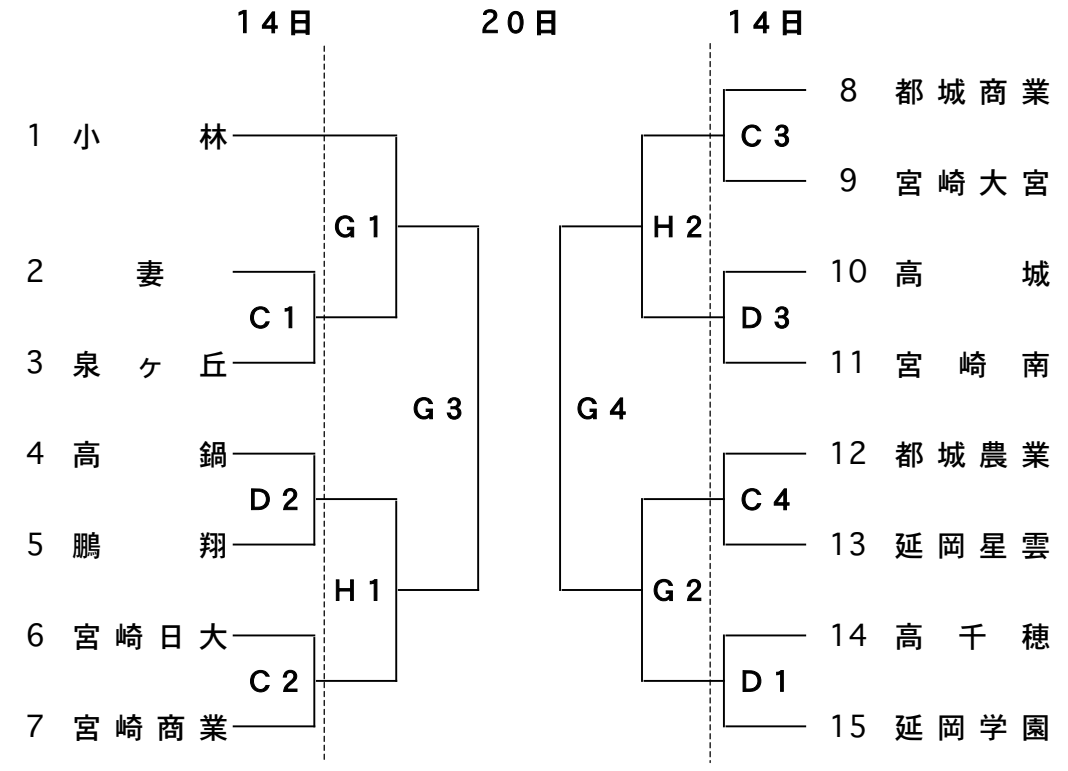 14日 20日 14日
1 小林
2 妻
3 泉ヶ丘
4 高鍋
5 鵬翔
6 宮崎日大
7 宮崎商業
C1
D2
C2
G1
H1
G3
G4
H2
G2
C3
D3
C4
D1
8 都城商業
9 宮崎大宮
10 高城
11 宮崎南
12 都城農業
13 延岡星雲
14 高千穂
15 延岡学園